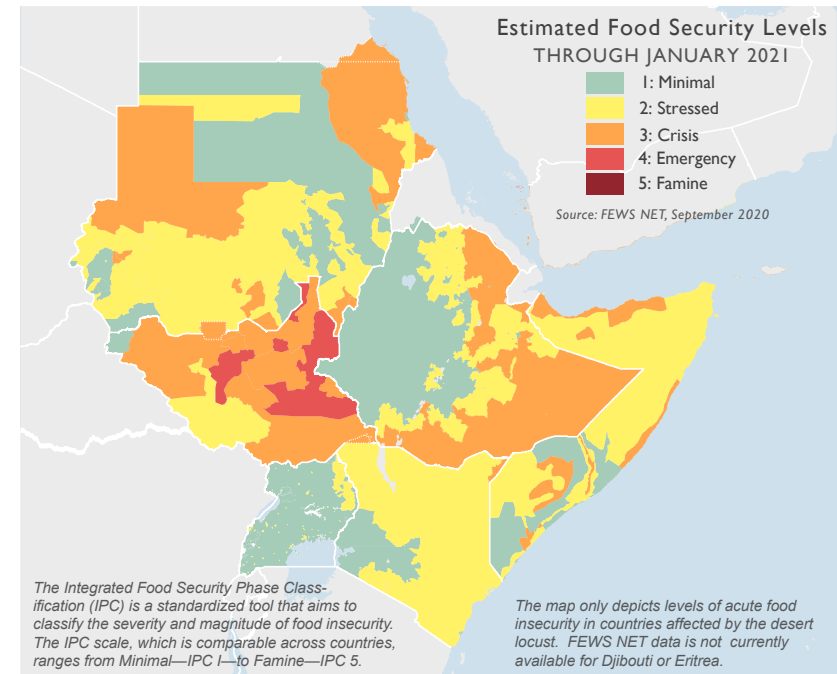 Estimated Food Security Levels
THROUGH JANUARY 2021
1: Minimal
2: Stressed
3: Crisis
4: Emergency
5: Famine
Source: FEWS NET, September 2020
The Integrated Food Security Phase Class-
ification (IPC) is a standardized tool that aims to
classify the severity and magnitude of food insecurity.
The IPC scale, which is comparable across countries,
ranges from Minimal—IPC I—to Famine—IPC 5.
The map only depicts levels of acute food
insecurity in countries affected by the desert
locust. FEWS NET data is not currently
available for Djibouti or Eritrea.